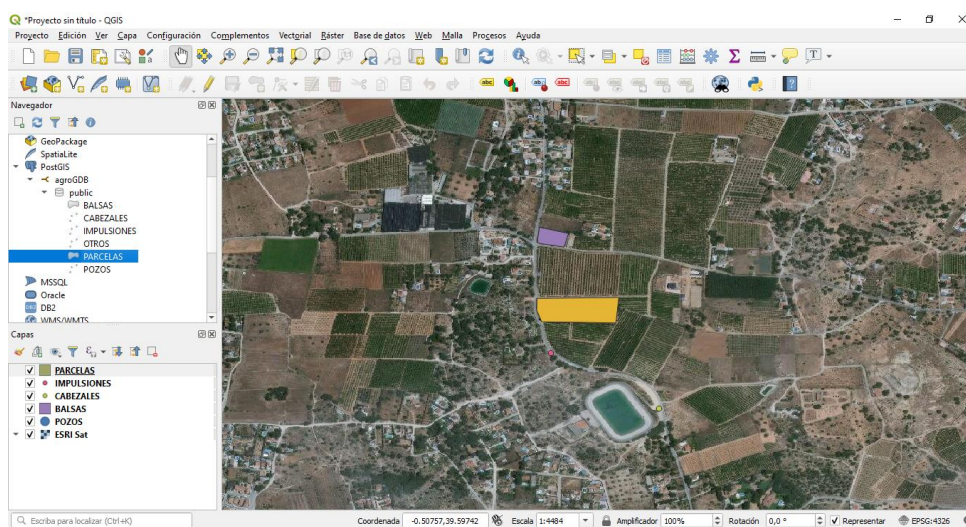 *Proyecto sin título - QGIS
Proyecto Edición Ver Capa Configuración Complementos Vectorial Ráster Base de datos Web Malla Procesos Ayuda
Navegador
GeoPackage
SpatiaLite
PostGIS
agroGDB
public
BALSAS
CABEZALES
IMPULSIONES
OTROS
PARCELAS
POZOS
MSSQL
Oracle
DB2
WMS/WMTS
Capas
PARCELAS
IMPULSIONES
CABEZALES
BALSAS
POZOS
ESRI Sat
Escriba para localizar (Ctrl+K) Coordenada -0.50757,39.59742 Escala 1:4484 Amplificador 100% Rotación 0,0 ° Representar EPSG:4326